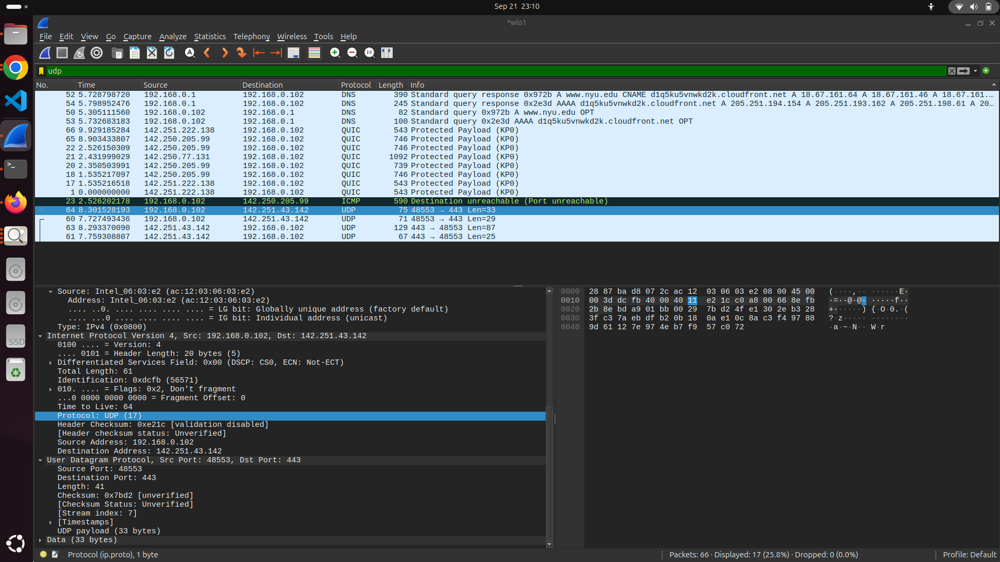 Sep 21 23:10
*wlo1
File Edit View Go Capture Analyze Statistics Telephony Wireless Tools Help
udp
No. Time Source Destination Protocol Length Info
52 5.728798720 192.168.0.1 192.168.0.102 DNS 390 Standard query response 0x972b A www.nyu.edu CNAME d1q5ku5vnwkd2k.cloudfront.net A 18.67.161.64 A 18.67.161.46 A 18.67.161.…
54 5.798952476 192.168.0.1 192.168.0.102 DNS 245 Standard query response 0x2e3d AAAA d1q5ku5vnwkd2k.cloudfront.net A 205.251.194.154 A 205.251.193.162 A 205.251.198.61 A 20…
50 5.305111560 192.168.0.102 192.168.0.1 DNS 82 Standard query 0x972b A www.nyu.edu OPT
53 5.732683183 192.168.0.102 192.168.0.1 DNS 100 Standard query 0x2e3d AAAA d1q5ku5vnwkd2k.cloudfront.net OPT
66 9.929185284 142.251.222.138 192.168.0.102 QUIC 543 Protected Payload (KP0)
65 8.903433807 142.250.205.99 192.168.0.102 QUIC 746 Protected Payload (KP0)
22 2.526150309 142.250.205.99 192.168.0.102 QUIC 746 Protected Payload (KP0)
21 2.431999029 142.250.77.131 192.168.0.102 QUIC 1092 Protected Payload (KP0)
20 2.350503991 142.250.205.99 192.168.0.102 QUIC 739 Protected Payload (KP0)
18 1.535217097 142.250.205.99 192.168.0.102 QUIC 746 Protected Payload (KP0)
17 1.535216518 142.251.222.138 192.168.0.102 QUIC 543 Protected Payload (KP0)
1 0.000000000 142.251.222.138 192.168.0.102 QUIC 543 Protected Payload (KP0)
23 2.526202178 192.168.0.102 142.250.205.99 ICMP 590 Destination unreachable (Port unreachable)
64 8.301528193 192.168.0.102 142.251.43.142 UDP 75 48553 → 443 Len=33
60 7.727493436 192.168.0.102 142.251.43.142 UDP 71 48553 → 443 Len=29
63 8.293370090 142.251.43.142 192.168.0.102 UDP 129 443 → 48553 Len=87
61 7.759308807 142.251.43.142 192.168.0.102 UDP 67 443 → 48553 Len=25
Source: Intel_06:03:e2 (ac:12:03:06:03:e2)
Address: Intel_06:03:e2 (ac:12:03:06:03:e2)
.... ..0. .... .... .... .... = LG bit: Globally unique address (factory default)
.... ...0 .... .... .... .... = IG bit: Individual address (unicast)
Type: IPv4 (0x0800)
Internet Protocol Version 4, Src: 192.168.0.102, Dst: 142.251.43.142
0100 .... = Version: 4
.... 0101 = Header Length: 20 bytes (5)
Differentiated Services Field: 0x00 (DSCP: CS0, ECN: Not-ECT)
Total Length: 61
Identification: 0xdcfb (56571)
010. .... = Flags: 0x2, Don't fragment
...0 0000 0000 0000 = Fragment Offset: 0
Time to Live: 64
Protocol: UDP (17)
Header Checksum: 0xe21c [validation disabled]
[Header checksum status: Unverified]
Source Address: 192.168.0.102
Destination Address: 142.251.43.142
User Datagram Protocol, Src Port: 48553, Dst Port: 443
Source Port: 48553
Destination Port: 443
Length: 41
Checksum: 0x7bd2 [unverified]
[Checksum Status: Unverified]
[Stream index: 7]
[Timestamps]
UDP payload (33 bytes)
Data (33 bytes)
0000 28 87 ba d8 07 2c ac 12 03 06 03 e2 08 00 45 00 (····,·· ······E·
0010 00 3d dc fb 40 00 40 11 e2 1c c0 a8 00 66 8e fb ·=··@·@· ·····f··
0020 2b 8e bd a9 01 bb 00 29 7b d2 4f e1 30 2e b3 28 +······) {·O·0.·(
0030 3f c3 7a eb df b2 0b 18 0a e1 0c 8a c3 f4 97 88 ?·z····· ········
0040 9d 61 12 7e 97 4e b7 f9 57 c0 72 ·a·~·N·· W·r
SSD
Protocol (ip.proto), 1 byte
Packets: 66 · Displayed: 17 (25.8%) · Dropped: 0 (0.0%)
Profile: Default